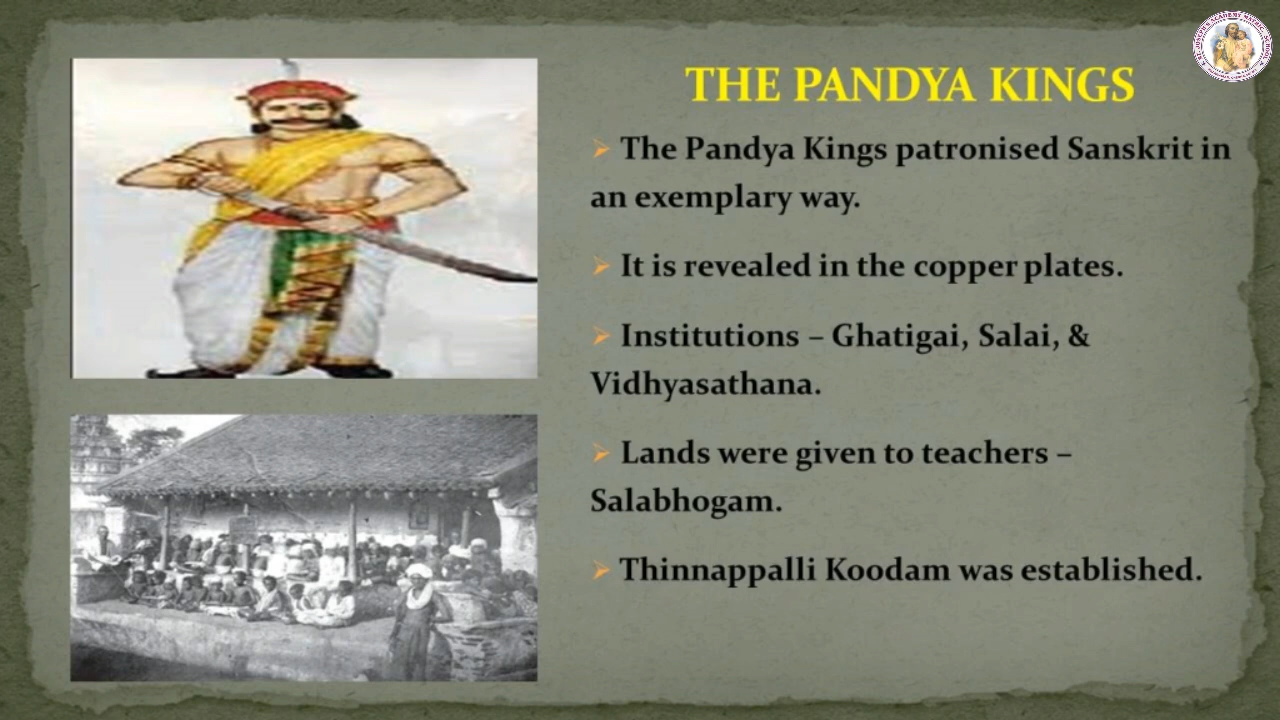 THE PANDYA KINGS
➢ The Pandya Kings patronised Sanskrit in
an exemplary way.
➢ It is revealed in the copper plates.
➢ Institutions – Ghatigai, Salai, &
Vidhyasathana.
➢ Lands were given to teachers –
Salabhogam.
➢ Thinnappalli Koodam was established.